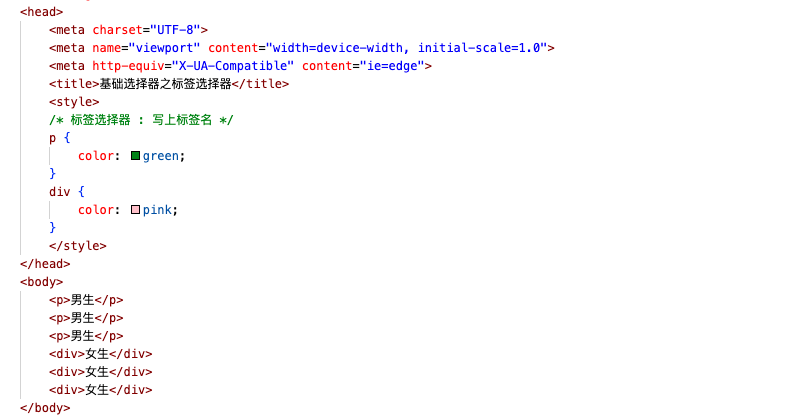 <head>
<meta charset="UTF-8">
<meta name="viewport" content="width=device-width, initial-scale=1.0">
<meta http-equiv="X-UA-Compatible" content="ie=edge">
<title>基础选择器之标签选择器</title>
<style>
/* 标签选择器 : 写上标签名 */
p {
color: green;
}
div {
color: pink;
}
</style>
</head>
<body>
<p>男生</p>
<p>男生</p>
<p>男生</p>
<div>女生</div>
<div>女生</div>
<div>女生</div>
</body>